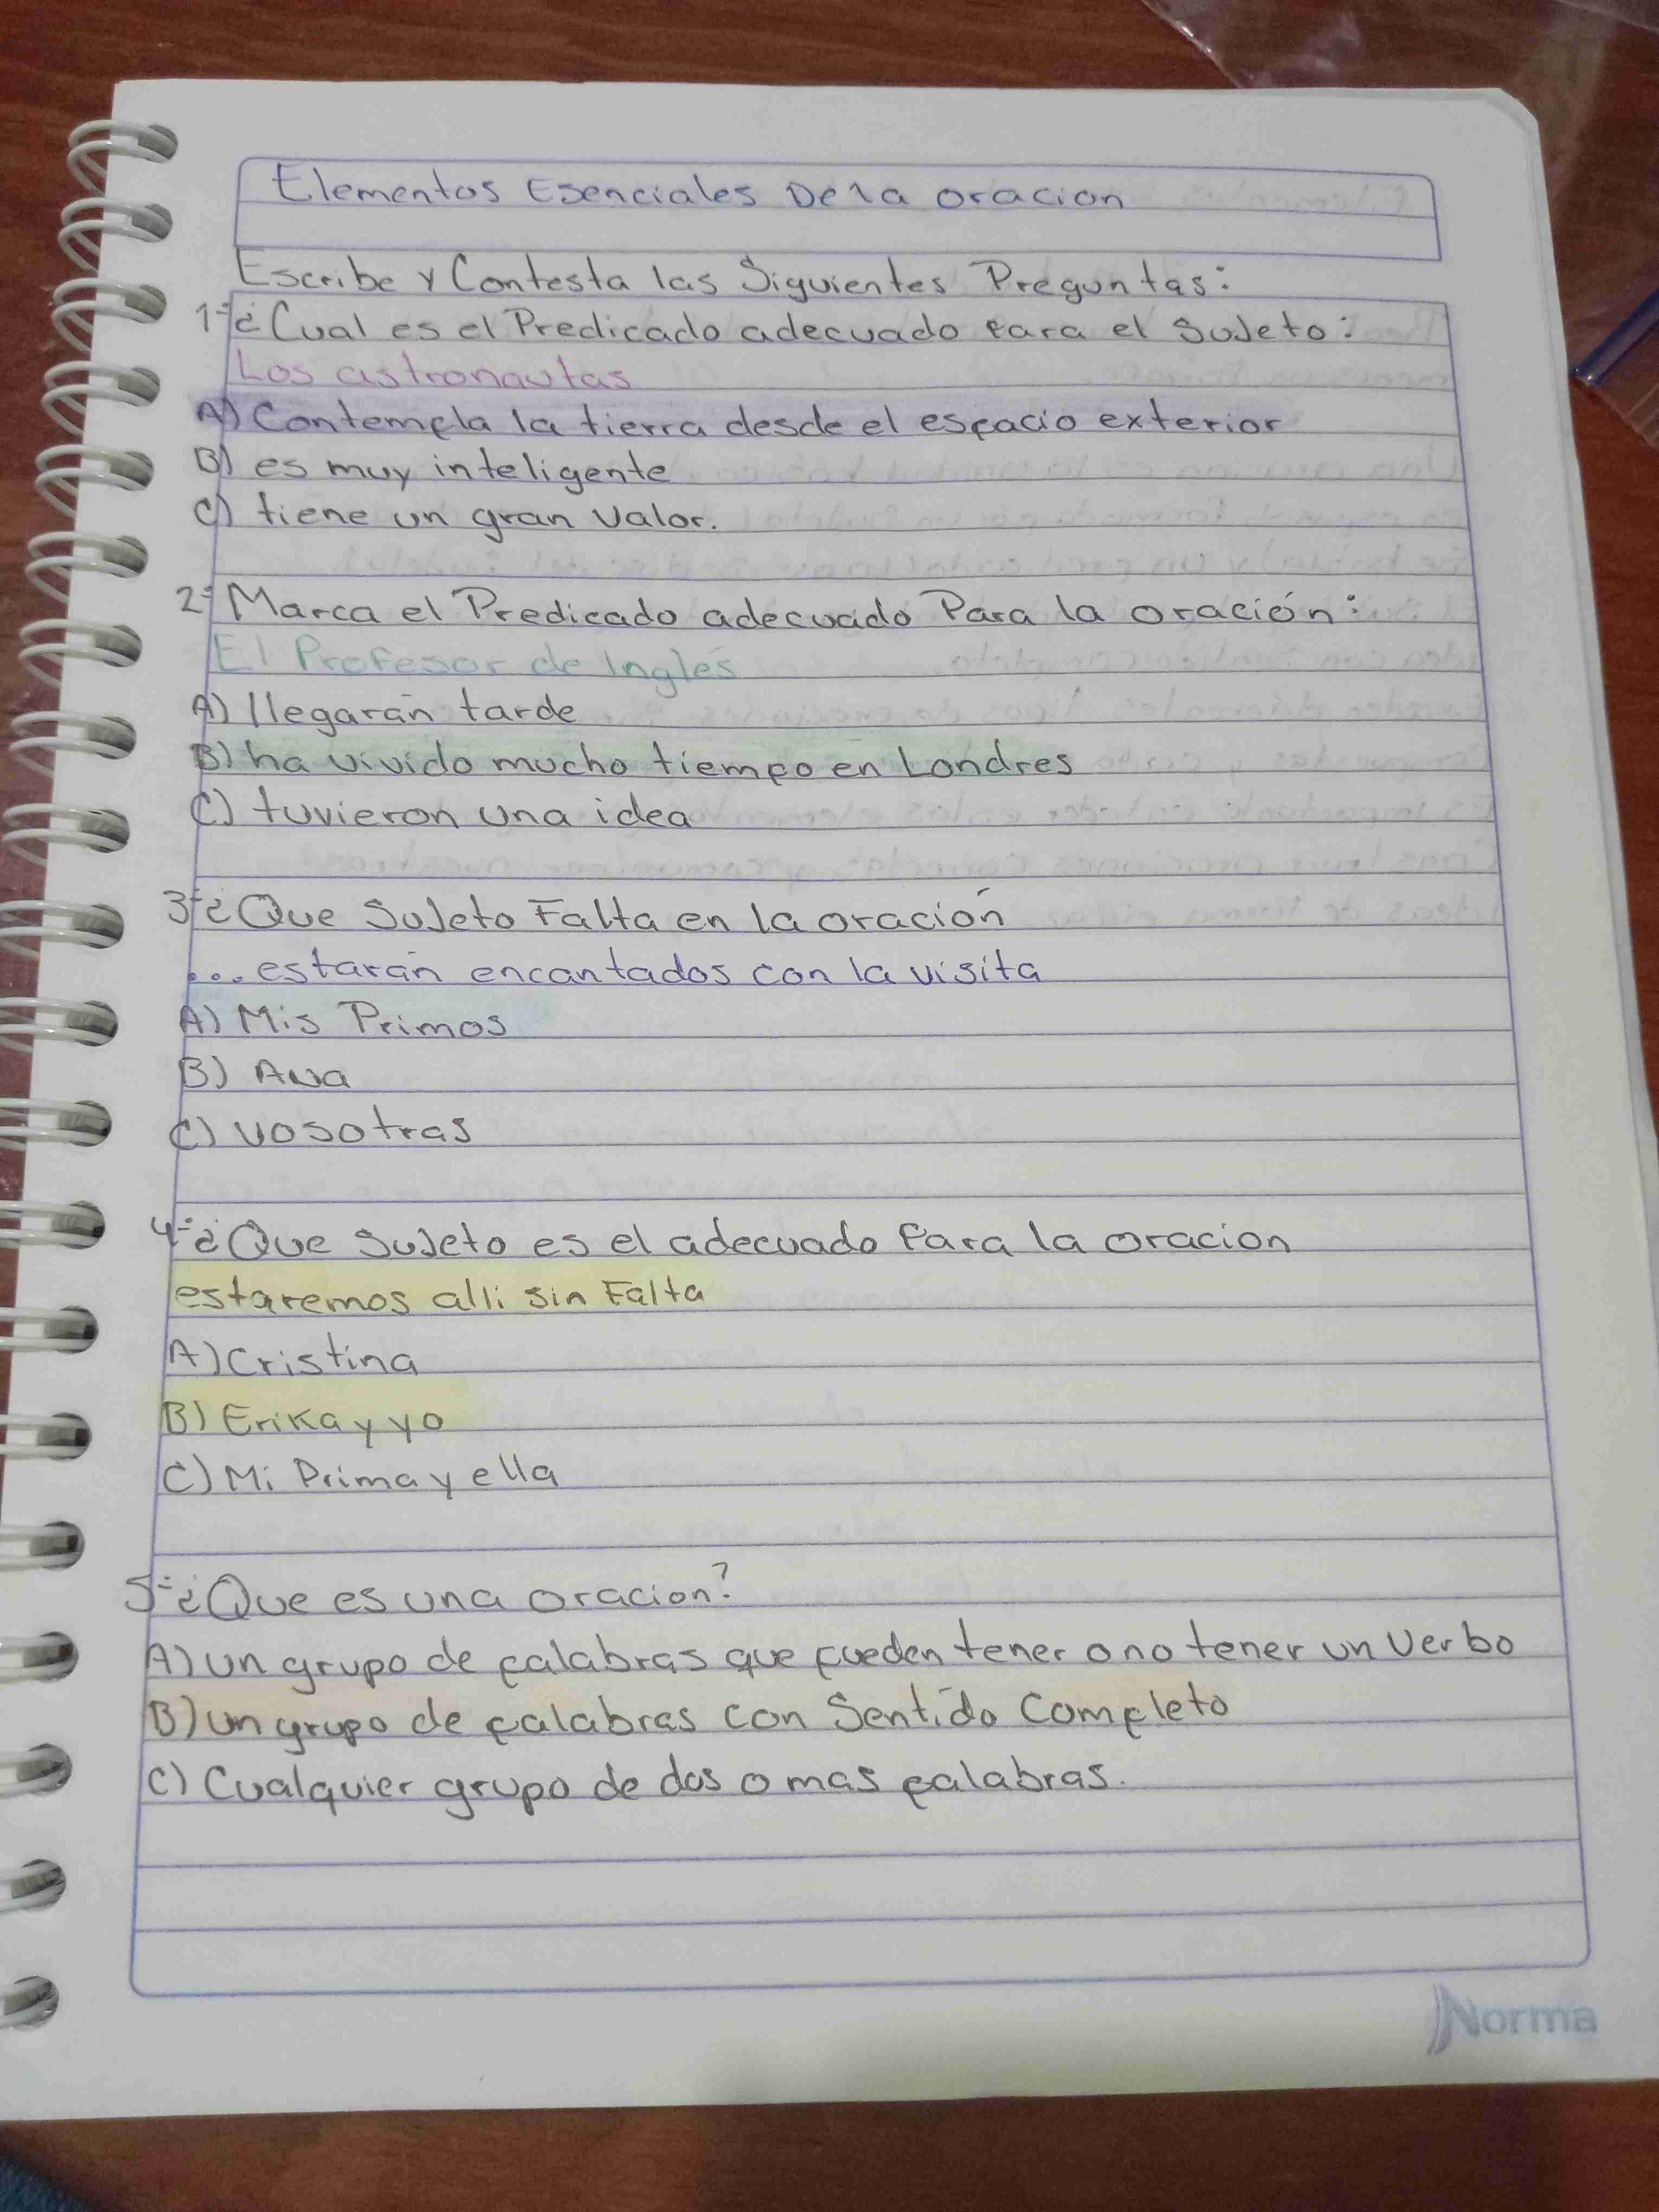 Elementos Esenciales De la oracion
Escribe y Contesta las Siguientes Preguntas:
1-¿Cual es el Predicado adecuado para el sujeto:
Los astronautas
A) Contempla la tierra desde el espacio exterior
B) es muy inteligente
C) tiene un gran valor.
2- Marca el Predicado adecuado Para la oración:
El Profesor de Inglés
A) llegarán tarde
B) ha vivido mucho tiempo en Londres
C) tuvieron una idea
3-¿Que Sujeto Falta en la oración
... estarán encantados con la visita
A) Mis Primos
B) Ana
C) vosotras
4-¿Que sujeto es el adecuado Para la oracion
estaremos alli sin Falta
A) Cristina
B) Erika y yo
C) Mi Prima y ella
5-¿Que es una oracion?
A) un grupo de palabras que pueden tener o no tener un Verbo
B) un grupo de palabras con Sentido Completo
C) Cualquier grupo de dos o mas palabras.
Norma